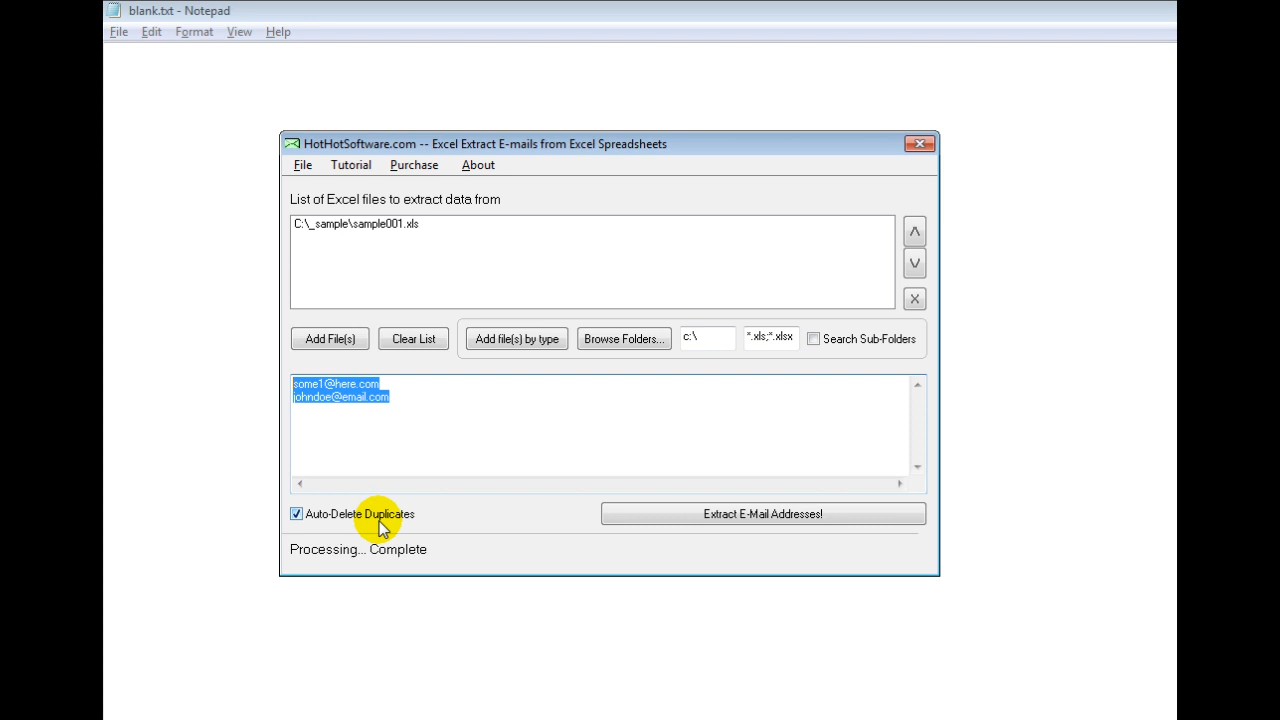 blank.txt - Notepad
File Edit Format View Help
HotHotSoftware.com -- Excel Extract E-mails from Excel Spreadsheets
File Tutorial Purchase About
List of Excel files to extract data from
C:\_sample\sample001.xls
Add File(s) Clear List Add file(s) by type Browse Folders... c:\ *.xls;*.xlsx Search Sub-Folders
some1@here.com
johndoe@email.com
Auto-Delete Duplicates Extract E-Mail Addresses!
Processing... Complete